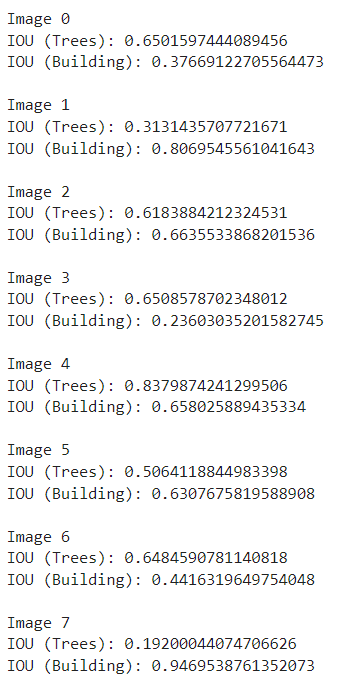 Image 0
IOU (Trees): 0.6501597444089456
IOU (Building): 0.37669122705564473
Image 1
IOU (Trees): 0.3131435707721671
IOU (Building): 0.8069545561041643
Image 2
IOU (Trees): 0.6183884212324531
IOU (Building): 0.6635533868201536
Image 3
IOU (Trees): 0.6508578702348012
IOU (Building): 0.23603035201582745
Image 4
IOU (Trees): 0.8379874241299506
IOU (Building): 0.658025889435334
Image 5
IOU (Trees): 0.5064118844983398
IOU (Building): 0.6307675819588908
Image 6
IOU (Trees): 0.6484590781140818
IOU (Building): 0.4416319649754048
Image 7
IOU (Trees): 0.19200044074706626
IOU (Building): 0.9469538761352073